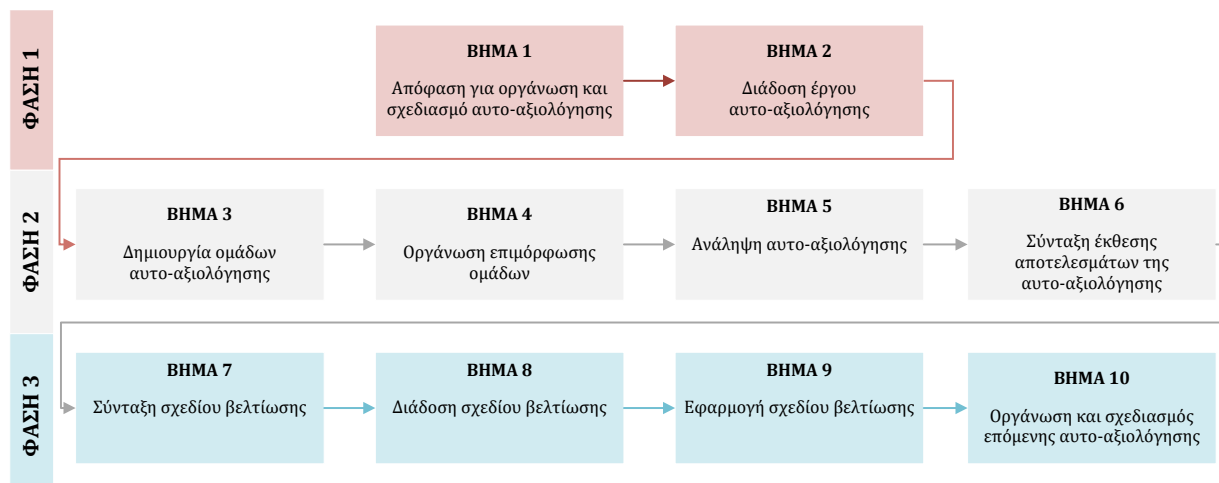 ΦΑΣΗ 1
ΒΗΜΑ 1
Απόφαση για οργάνωση και
σχεδιασμό αυτο-αξιολόγησης
ΒΗΜΑ 2
Διάδοση έργου
αυτο-αξιολόγησης
ΦΑΣΗ 2
ΒΗΜΑ 3
Δημιουργία ομάδων
αυτο-αξιολόγησης
ΒΗΜΑ 4
Οργάνωση επιμόρφωσης
ομάδων
ΒΗΜΑ 5
Ανάληψη αυτο-αξιολόγησης
ΒΗΜΑ 6
Σύνταξη έκθεσης
αποτελεσμάτων της
αυτο-αξιολόγησης
ΦΑΣΗ 3
ΒΗΜΑ 7
Σύνταξη σχεδίου βελτίωσης
ΒΗΜΑ 8
Διάδοση σχεδίου βελτίωσης
ΒΗΜΑ 9
Εφαρμογή σχεδίου βελτίωσης
ΒΗΜΑ 10
Οργάνωση και σχεδιασμός
επόμενης αυτο-αξιολόγησης